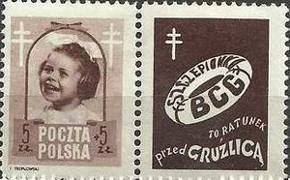 5 ZŁ.
POCZTA
POLSKA
+5 ZŁ.
SZCZEPIONKA
BCG
TO RATUNEK
przed GRUŹLICĄ